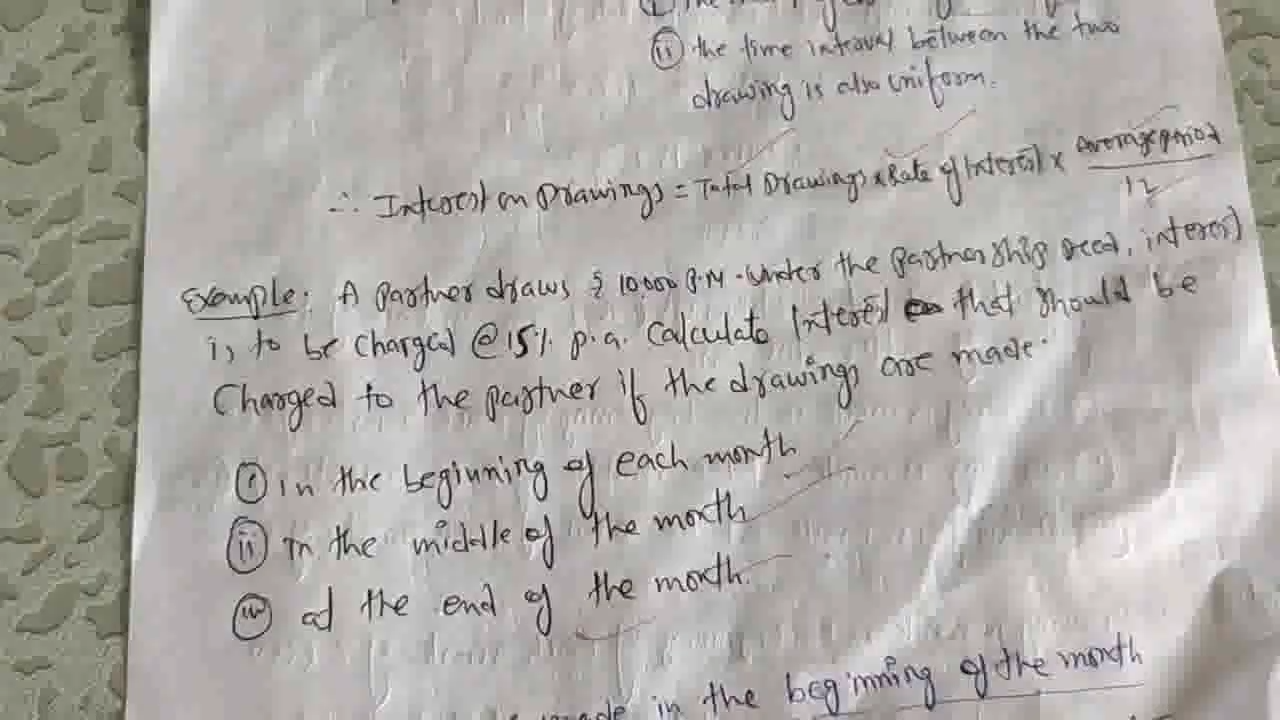 (ii) the time interval between the two
drawing is also uniform.
∴ Interest on Drawings = Total Drawings x Rate of Interest x Average period
12
Example: A partner draws ₹ 10,000 P.M. Under the partnership deed, interest
is to be charged @ 15% p.a. Calculate Interest that should be
Charged to the partner if the drawings are made.
(i) in the beginning of each month
(ii) In the middle of the month
(iii) at the end of the month.
made in the beginning of the month